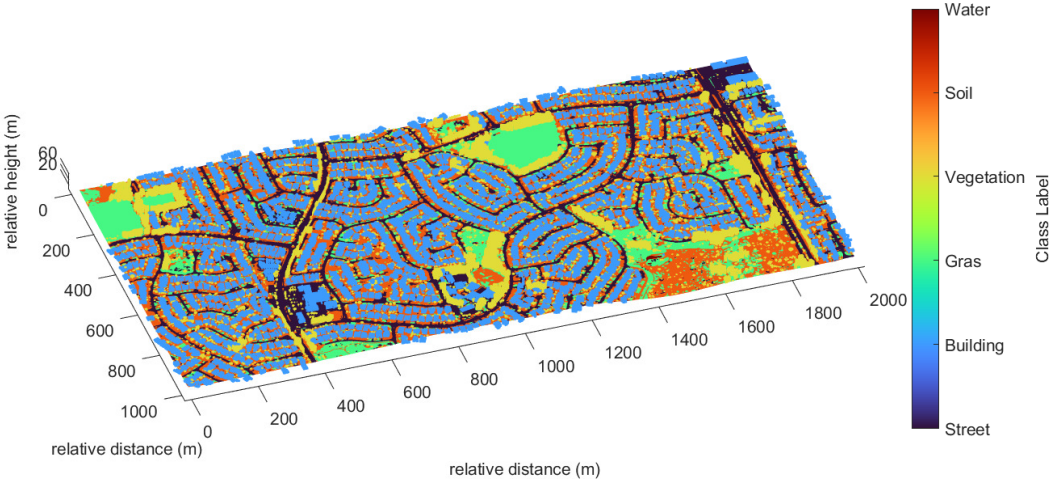 Water
Soil
Vegetation
Gras
Building
Street
Class Label
relative height (m)
60
20
0
200
400
600
800
1000
relative distance (m)
0
200
400
600
800
1000
1200
1400
1600
1800
2000
relative distance (m)